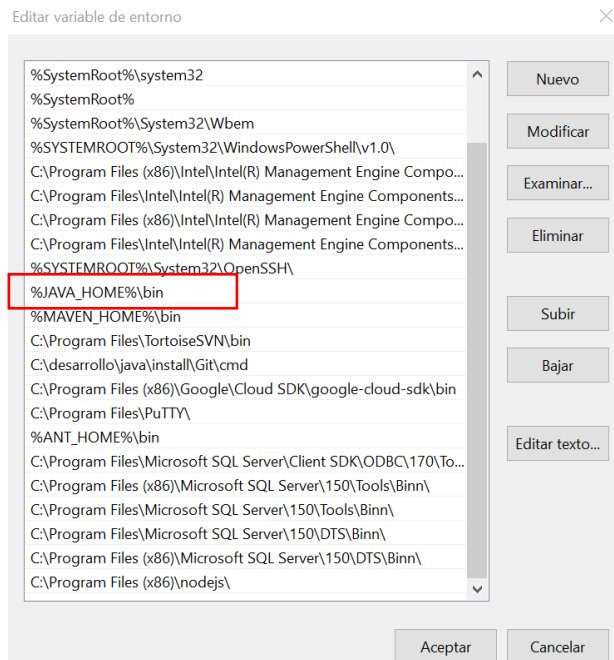 Editar variable de entorno
%SystemRoot%\system32
%SystemRoot%
%SystemRoot%\System32\Wbem
%SYSTEMROOT%\System32\WindowsPowerShell\v1.0\
C:\Program Files (x86)\Intel\Intel(R) Management Engine Compo...
C:\Program Files\Intel\Intel(R) Management Engine Components...
C:\Program Files (x86)\Intel\Intel(R) Management Engine Compo...
C:\Program Files\Intel\Intel(R) Management Engine Components...
%SYSTEMROOT%\System32\OpenSSH\
%JAVA_HOME%\bin
%MAVEN_HOME%\bin
C:\Program Files\TortoiseSVN\bin
C:\desarrollo\java\install\Git\cmd
C:\Program Files (x86)\Google\Cloud SDK\google-cloud-sdk\bin
C:\Program Files\PuTTY\
%ANT_HOME%\bin
C:\Program Files\Microsoft SQL Server\Client SDK\ODBC\170\To...
C:\Program Files (x86)\Microsoft SQL Server\150\Tools\Binn\
C:\Program Files\Microsoft SQL Server\150\Tools\Binn\
C:\Program Files\Microsoft SQL Server\150\DTS\Binn\
C:\Program Files (x86)\Microsoft SQL Server\150\DTS\Binn\
C:\Program Files (x86)\nodejs\
Nuevo
Modificar
Examinar...
Eliminar
Subir
Bajar
Editar texto...
Aceptar
Cancelar